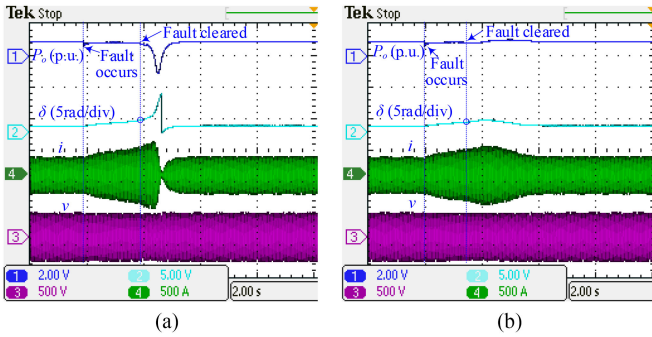 (a)
Tek Stop
Fault cleared
1
Pₒ (p.u.)
Fault
occurs
δ (5rad/div)
2
i
4
v
3
1 2.00 V 2 5.00 V
3 500 V 4 500 A 2.00 s
(a)
(b)
Tek Stop
Fault cleared
1
Pₒ (p.u.)
Fault
occurs
δ (5rad/div)
2
i
4
v
3
1 2.00 V 2 5.00 V
3 500 V 4 500 A 2.00 s
(b)